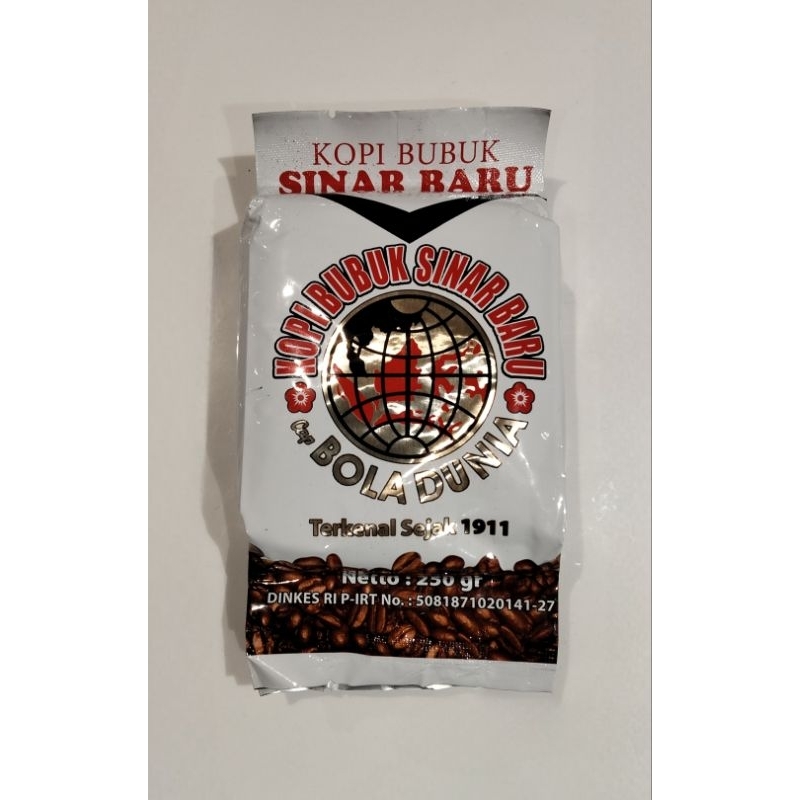 KOPI BUBUK
SINAR BARU
KOPI BUBUK SINAR BARU
Cap
BOLA DUNIA
Terkenal Sejak 1911
Netto : 250 gr
DINKES RI P-IRT No. : 5081871020141-27